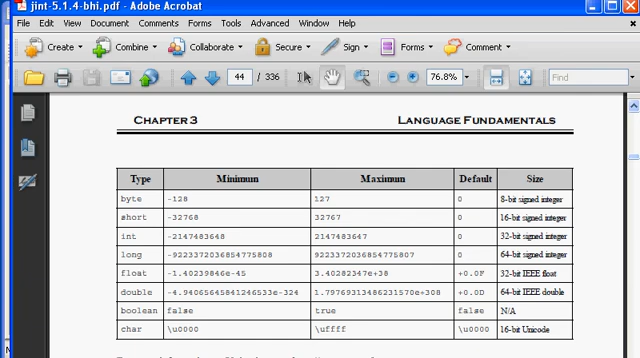 jint-5.1.4-bhi.pdf - Adobe Acrobat
File Edit View Document Comments Forms Tools Advanced Window Help
Create Combine Collaborate Secure Sign Forms Comment
44 / 336 76.8% Find
CHAPTER 3 LANGUAGE FUNDAMENTALS
Type Minimum Maximum Default Size
byte -128 127 0 8-bit signed integer
short -32768 32767 0 16-bit signed integer
int -2147483648 2147483647 0 32-bit signed integer
long -9223372036854775808 9223372036854775807 0 64-bit signed integer
float -1.40239846e-45 3.40282347e+38 +0.0F 32-bit IEEE float
double -4.94065645841246533e-324 1.79769313486231570e+308 +0.0D 64-bit IEEE double
boolean false true false N/A
char \u0000 \uffff \u0000 16-bit Unicode